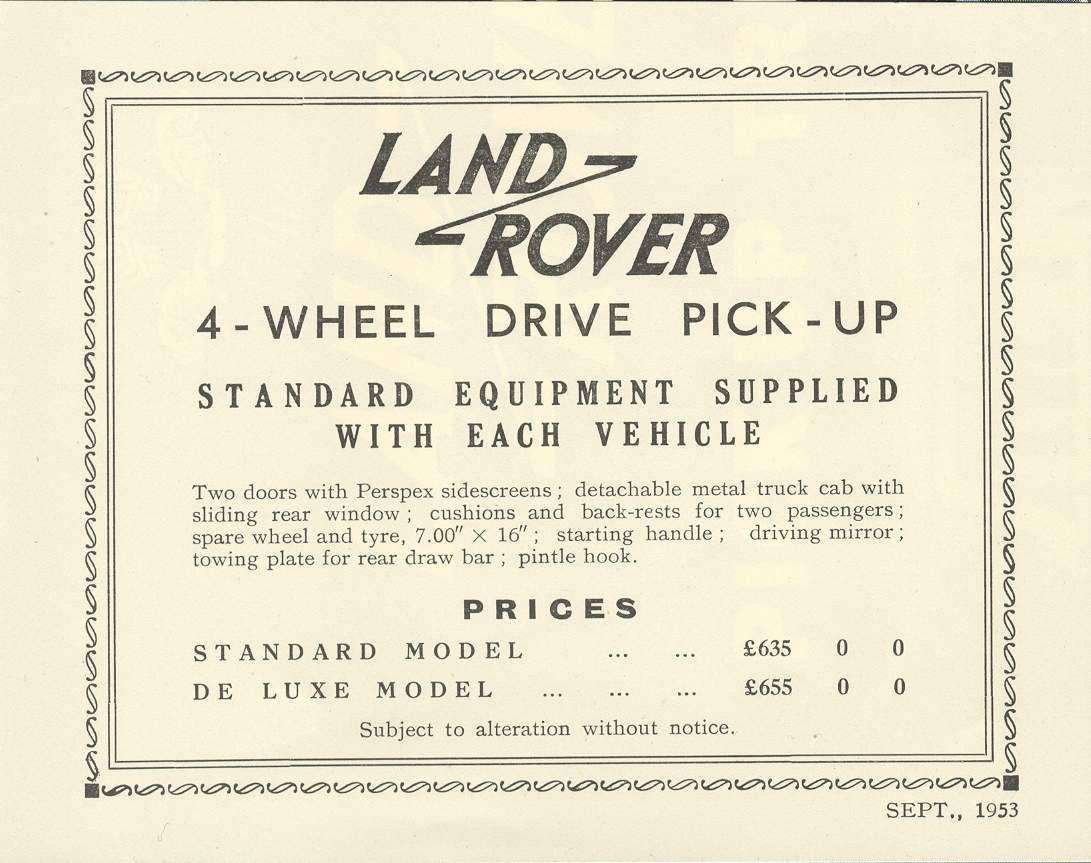 LAND
ROVER
4-WHEEL DRIVE PICK-UP
STANDARD EQUIPMENT SUPPLIED
WITH EACH VEHICLE
Two doors with Perspex sidescreens; detachable metal truck cab with
sliding rear window; cushions and back-rests for two passengers;
spare wheel and tyre, 7.00″ × 16″; starting handle; driving mirror;
towing plate for rear draw bar; pintle hook.
PRICES
STANDARD MODEL ... ... £635 0 0
DE LUXE MODEL ... ... ... £655 0 0
Subject to alteration without notice.
SEPT., 1953